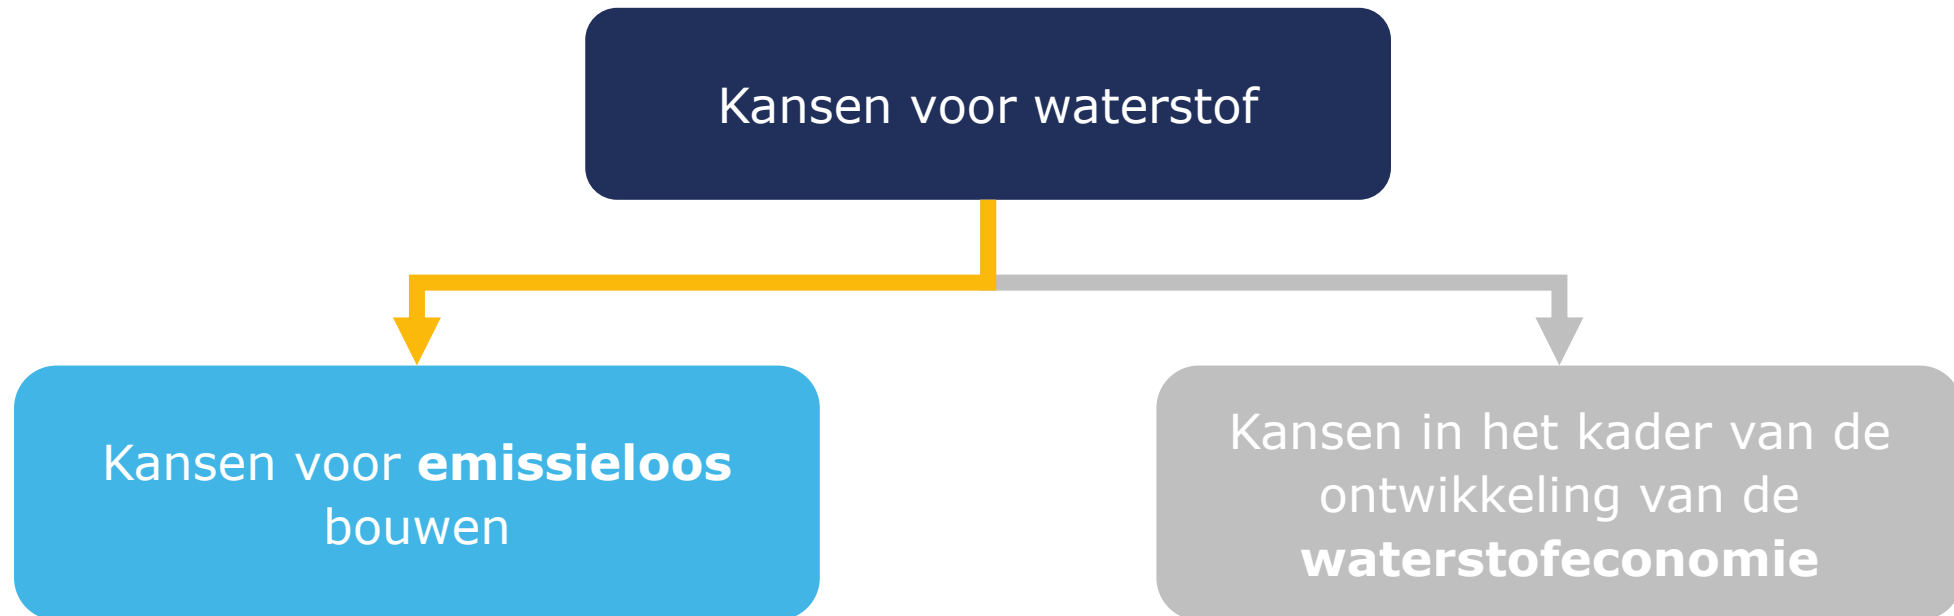 Kansen voor waterstof
Kansen voor emissieloos
bouwen
Kansen in het kader van de
ontwikkeling van de
waterstofeconomie